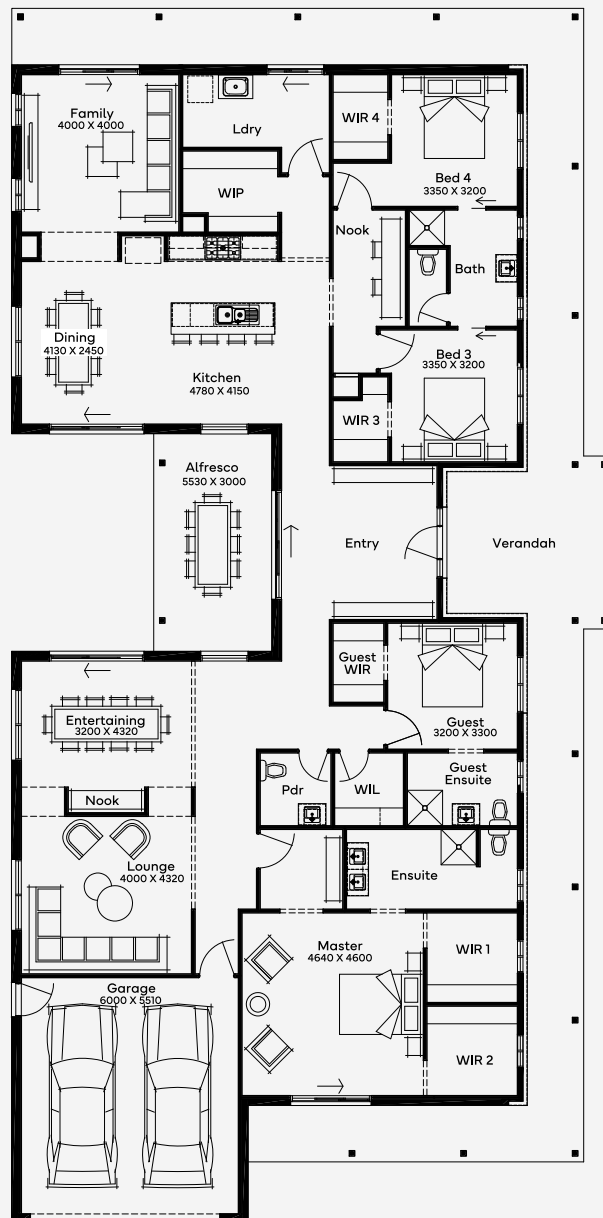 Family
4000 X 4000
Ldry
WIR 4
Bed 4
3350 X 3200
WIP
Nook
Bath
Dining
4130 X 2450
Kitchen
4780 X 4150
Bed 3
3350 X 3200
WIR 3
Alfresco
5530 X 3000
Entry
Verandah
Guest
WIR
Entertaining
3200 X 4320
Guest
3200 X 3300
Nook
Pdr
WIL
Guest
Ensuite
Lounge
4000 X 4320
Ensuite
Master
4640 X 4600
WIR 1
Garage
6000 X 5510
WIR 2